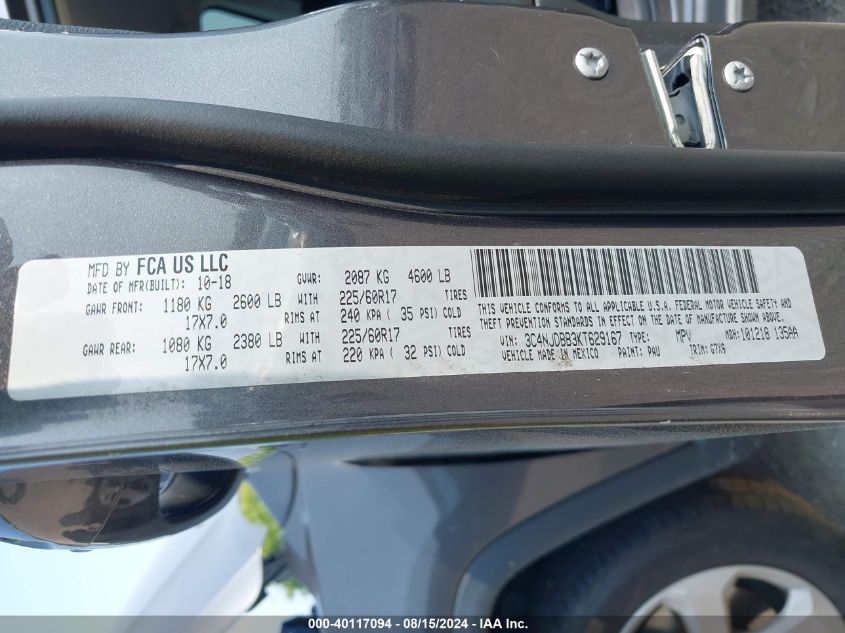 MFD BY FCA US LLC
DATE OF MFR(BUILT): 10-18 GVWR: 2087 KG 4600 LB
GAWR FRONT: 1180 KG 2600 LB WITH 225/60R17 TIRES
17X7.0 RIMS AT 240 KPA ( 35 PSI) COLD
GAWR REAR: 1080 KG 2380 LB WITH 225/60R17 TIRES
17X7.0 RIMS AT 220 KPA ( 32 PSI) COLD
THIS VEHICLE CONFORMS TO ALL APPLICABLE U.S.A. FEDERAL MOTOR VEHICLE SAFETY AND
THEFT PREVENTION STANDARDS IN EFFECT ON THE DATE OF MANUFACTURE SHOWN ABOVE.
VIN: 3C4NJDBB3KT629167 TYPE: MPV MDH: 101218 135AA
VEHICLE MADE IN MEXICO PAINT: PAU TRIM: G7X9
000-40117094 - 08/15/2024 - IAA Inc.